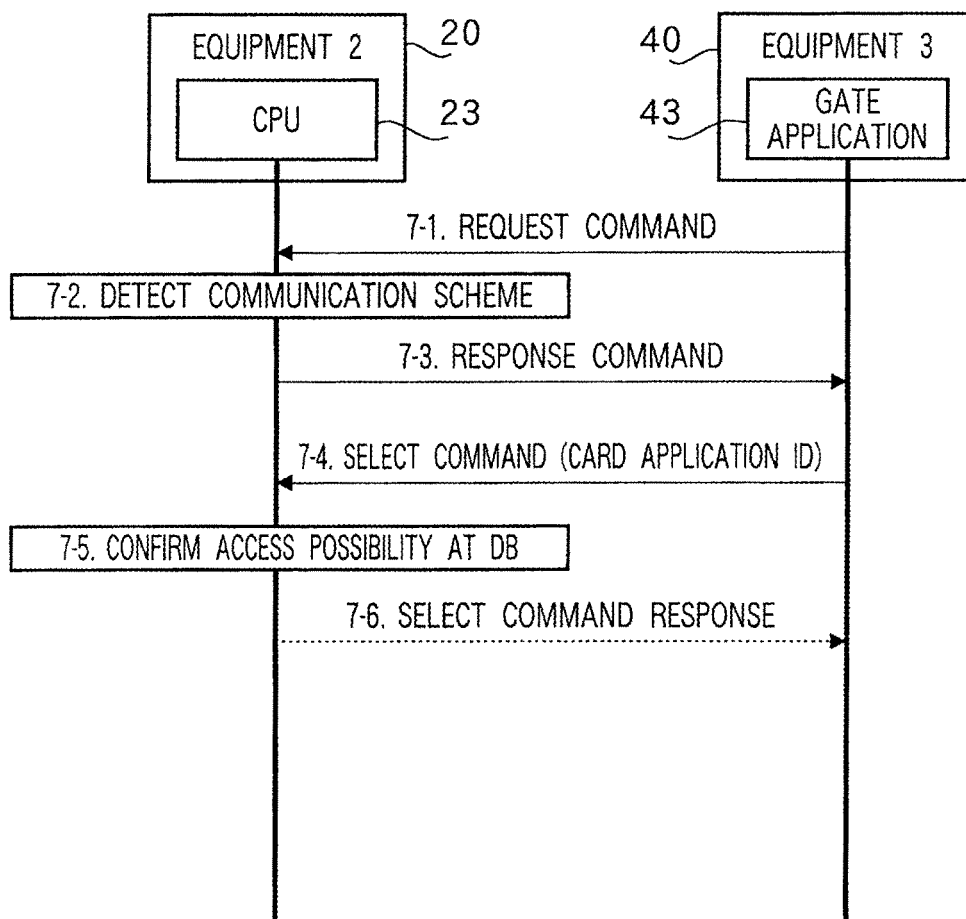 EQUIPMENT 2
20
CPU
23
40
EQUIPMENT 3
43
GATE
APPLICATION
7-1. REQUEST COMMAND
7-2. DETECT COMMUNICATION SCHEME
7-3. RESPONSE COMMAND
7-4. SELECT COMMAND (CARD APPLICATION ID)
7-5. CONFIRM ACCESS POSSIBILITY AT DB
7-6. SELECT COMMAND RESPONSE